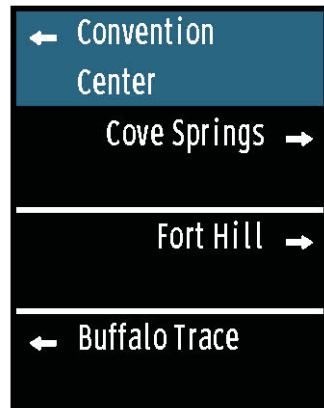 ← Convention
Center
Cove Springs →
Fort Hill →
← Buffalo Trace